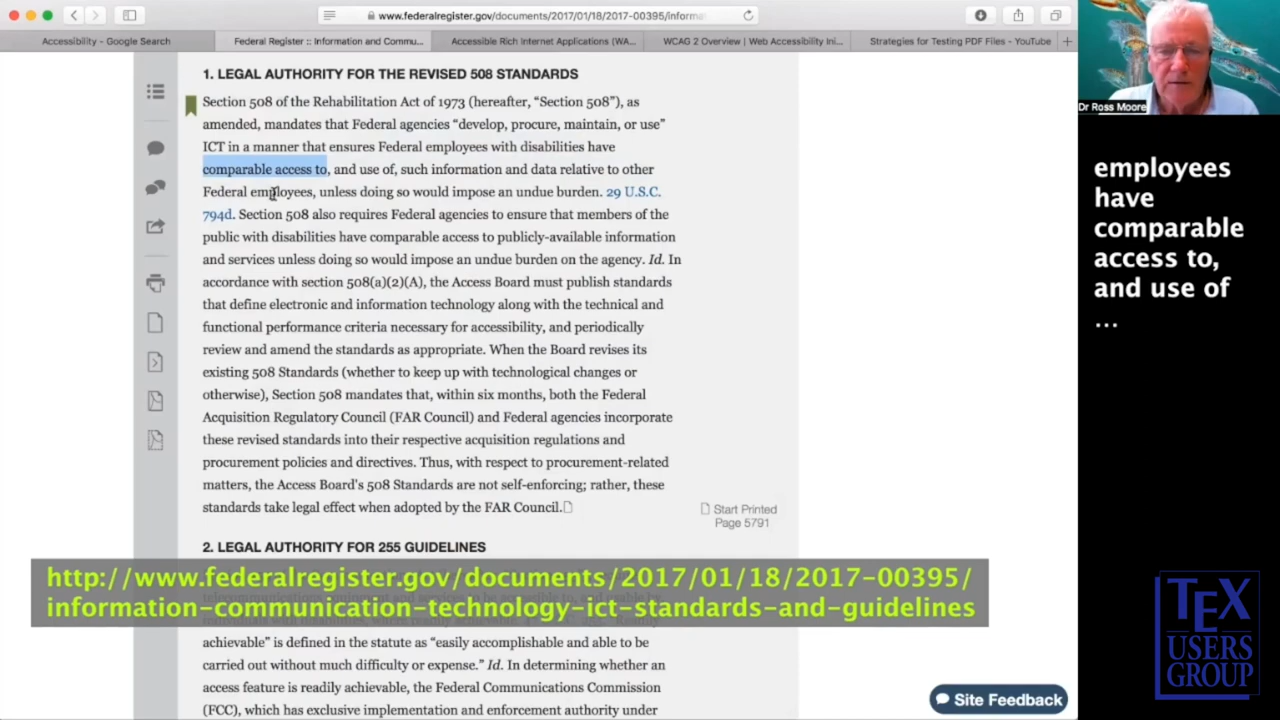 www.federalregister.gov/documents/2017/01/18/2017-00395/informa
Accessibility - Google Search
Federal Register :: Information and Commu...
Accessible Rich Internet Applications (WA...
WCAG 2 Overview | Web Accessibility Ini...
Strategies for Testing PDF Files - YouTube
1. LEGAL AUTHORITY FOR THE REVISED 508 STANDARDS
Section 508 of the Rehabilitation Act of 1973 (hereafter, “Section 508”), as
amended, mandates that Federal agencies “develop, procure, maintain, or use”
ICT in a manner that ensures Federal employees with disabilities have
comparable access to, and use of, such information and data relative to other
Federal employees, unless doing so would impose an undue burden. 29 U.S.C.
794d. Section 508 also requires Federal agencies to ensure that members of the
public with disabilities have comparable access to publicly-available information
and services unless doing so would impose an undue burden on the agency. Id. In
accordance with section 508(a)(2)(A), the Access Board must publish standards
that define electronic and information technology along with the technical and
functional performance criteria necessary for accessibility, and periodically
review and amend the standards as appropriate. When the Board revises its
existing 508 Standards (whether to keep up with technological changes or
otherwise), Section 508 mandates that, within six months, both the Federal
Acquisition Regulatory Council (FAR Council) and Federal agencies incorporate
these revised standards into their respective acquisition regulations and
procurement policies and directives. Thus, with respect to procurement-related
matters, the Access Board's 508 Standards are not self-enforcing; rather, these
standards take legal effect when adopted by the FAR Council.
Start Printed
Page 5791
2. LEGAL AUTHORITY FOR 255 GUIDELINES
http://www.federalregister.gov/documents/2017/01/18/2017-00395/
information-communication-technology-ict-standards-and-guidelines
achievable” is defined in the statute as “easily accomplishable and able to be
carried out without much difficulty or expense.” Id. In determining whether an
access feature is readily achievable, the Federal Communications Commission
(FCC), which has exclusive implementation and enforcement authority under
Site Feedback
Dr Ross Moore
employees
have
comparable
access to,
and use of
...
TEX
USERS
GROUP